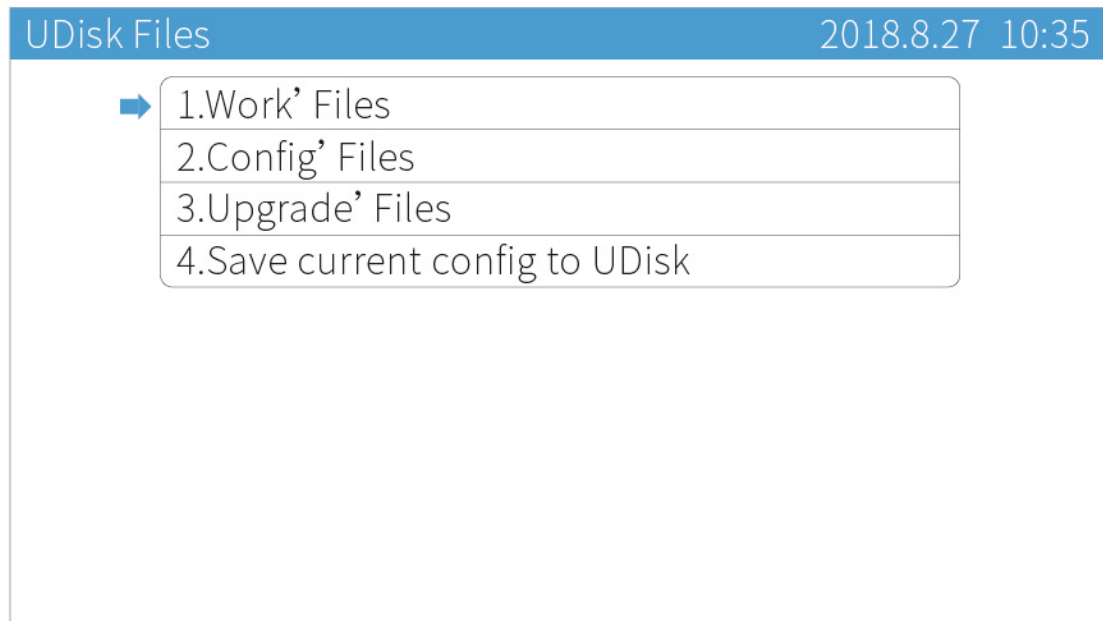 UDisk Files 2018.8.27 10:35
1.Work’ Files
2.Config’ Files
3.Upgrade’ Files
4.Save current config to UDisk